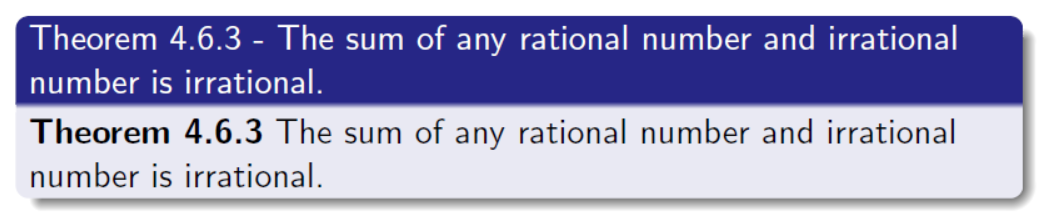 Theorem 4.6.3 - The sum of any rational number and irrational
number is irrational.
Theorem 4.6.3 The sum of any rational number and irrational
number is irrational.